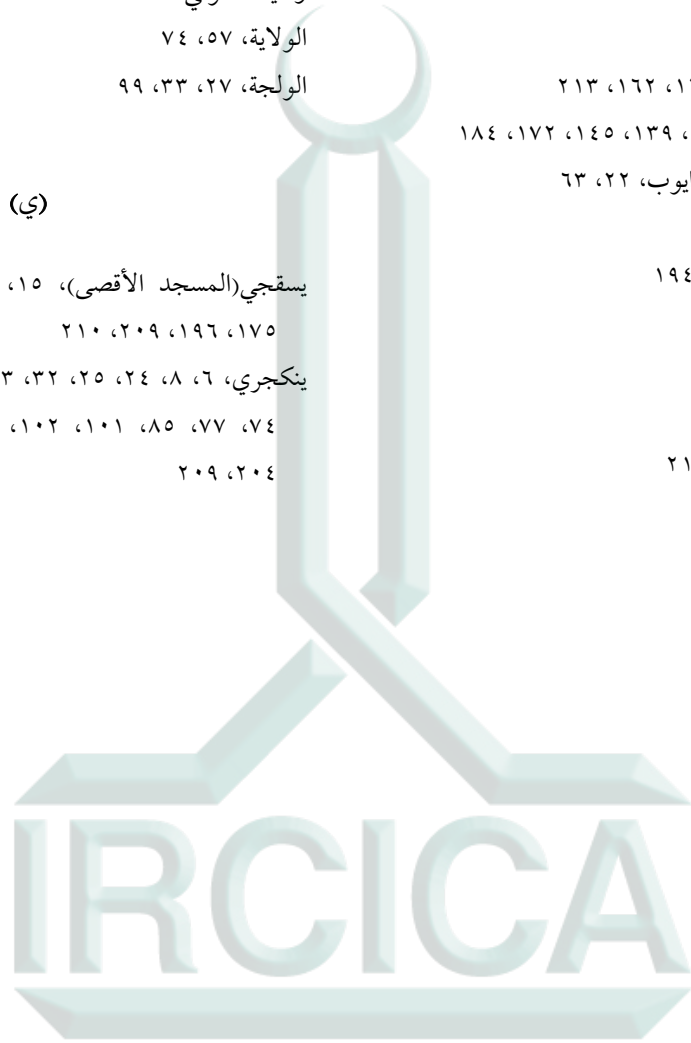 ١٦٢، ٢١٣
١٣٩، ١٤٥، ١٧٢، ١٨٤
ايوب، ٢٢، ٦٣
الولاية، ٥٧، ٧٤
الولجة، ٢٧، ٣٣، ٩٩
(ي)
يسقجي(المسجد الأقصى)، ١٥،
١٧٥، ١٩٦، ٢٠٩، ٢١٠
ينكجري، ٦، ٨، ٢٤، ٢٥، ٣٢،
٧٤، ٧٧، ٨٥، ١٠١، ١٠٢،
٢٠٤، ٢٠٩
IRCICA